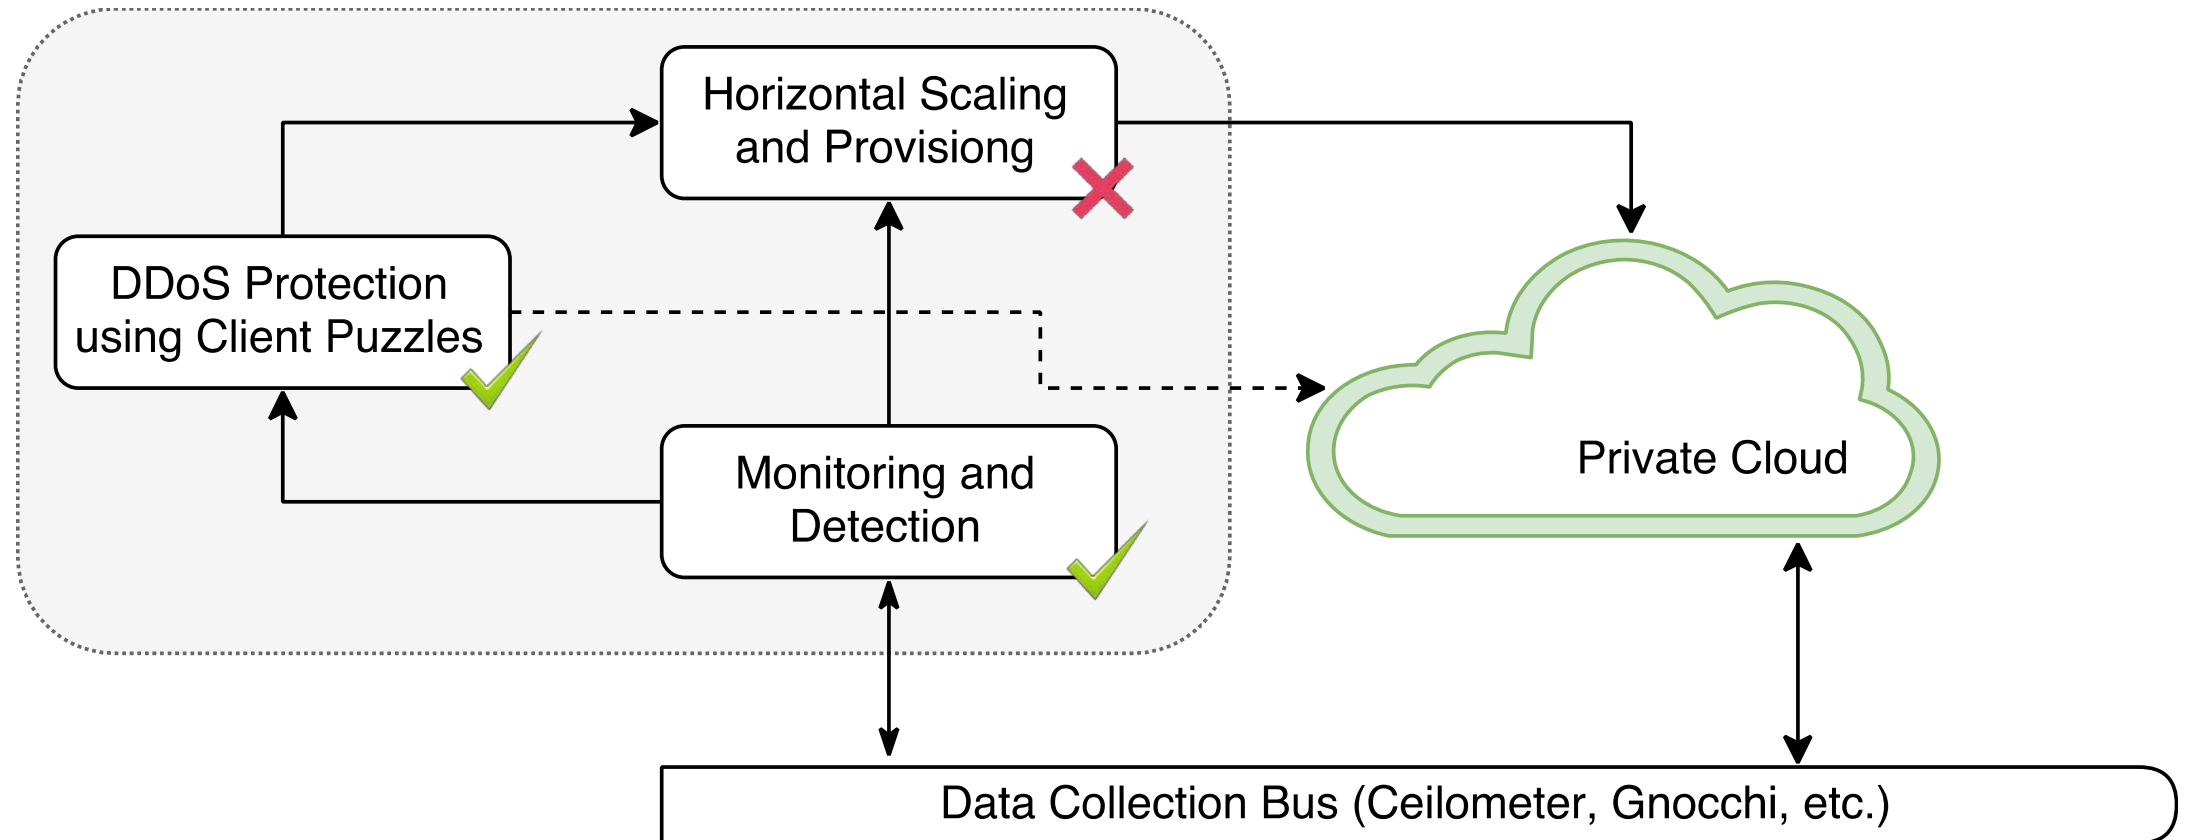 Horizontal Scaling
and Provisiong
DDoS Protection
using Client Puzzles
Monitoring and
Detection
Private Cloud
Data Collection Bus (Ceilometer, Gnocchi, etc.)